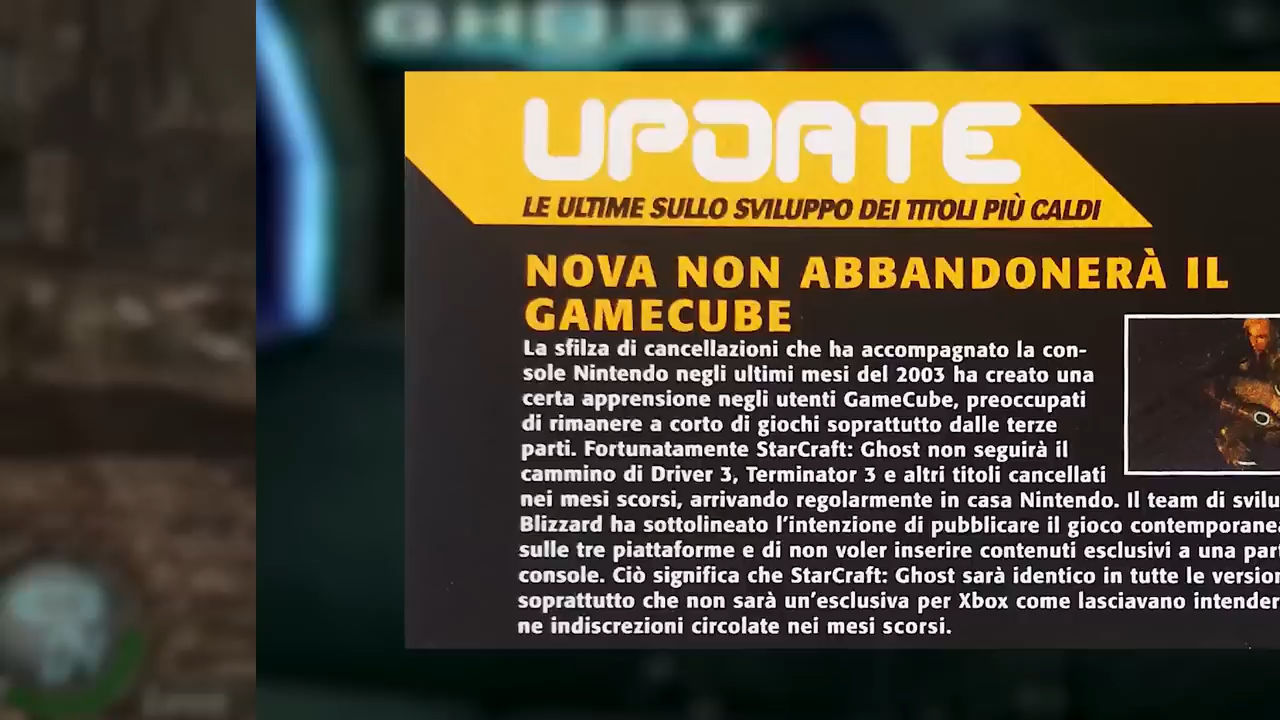 GHOST
UPDATE
LE ULTIME SULLO SVILUPPO DEI TITOLI PIÙ CALDI
NOVA NON ABBANDONERÀ IL
GAMECUBE
La sfilza di cancellazioni che ha accompagnato la con-
sole Nintendo negli ultimi mesi del 2003 ha creato una
certa apprensione negli utenti GameCube, preoccupati
di rimanere a corto di giochi soprattutto dalle terze
parti. Fortunatamente StarCraft: Ghost non seguirà il
cammino di Driver 3, Terminator 3 e altri titoli cancellati
nei mesi scorsi, arrivando regolarmente in casa Nintendo. Il team di svilu
Blizzard ha sottolineato l'intenzione di pubblicare il gioco contemporanea
sulle tre piattaforme e di non voler inserire contenuti esclusivi a una part
console. Ciò significa che StarCraft: Ghost sarà identico in tutte le version
soprattutto che non sarà un'esclusiva per Xbox come lasciavano intender
ne indiscrezioni circolate nei mesi scorsi.